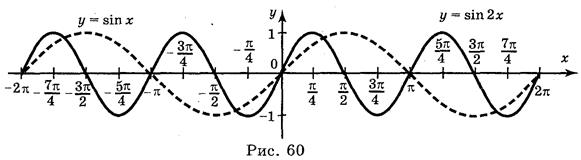 y = sin x
y
y = sin 2x
1
-3π/4
-π/4
0
5π/4
3π/2
7π/4
x
-2π
-7π/4
-3π/2
-5π/4
-π
-π/2
π/4
π/2
3π/4
π
2π
-1
Рис. 60